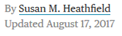 By Susan M. Heathfield
Updated August 17, 2017